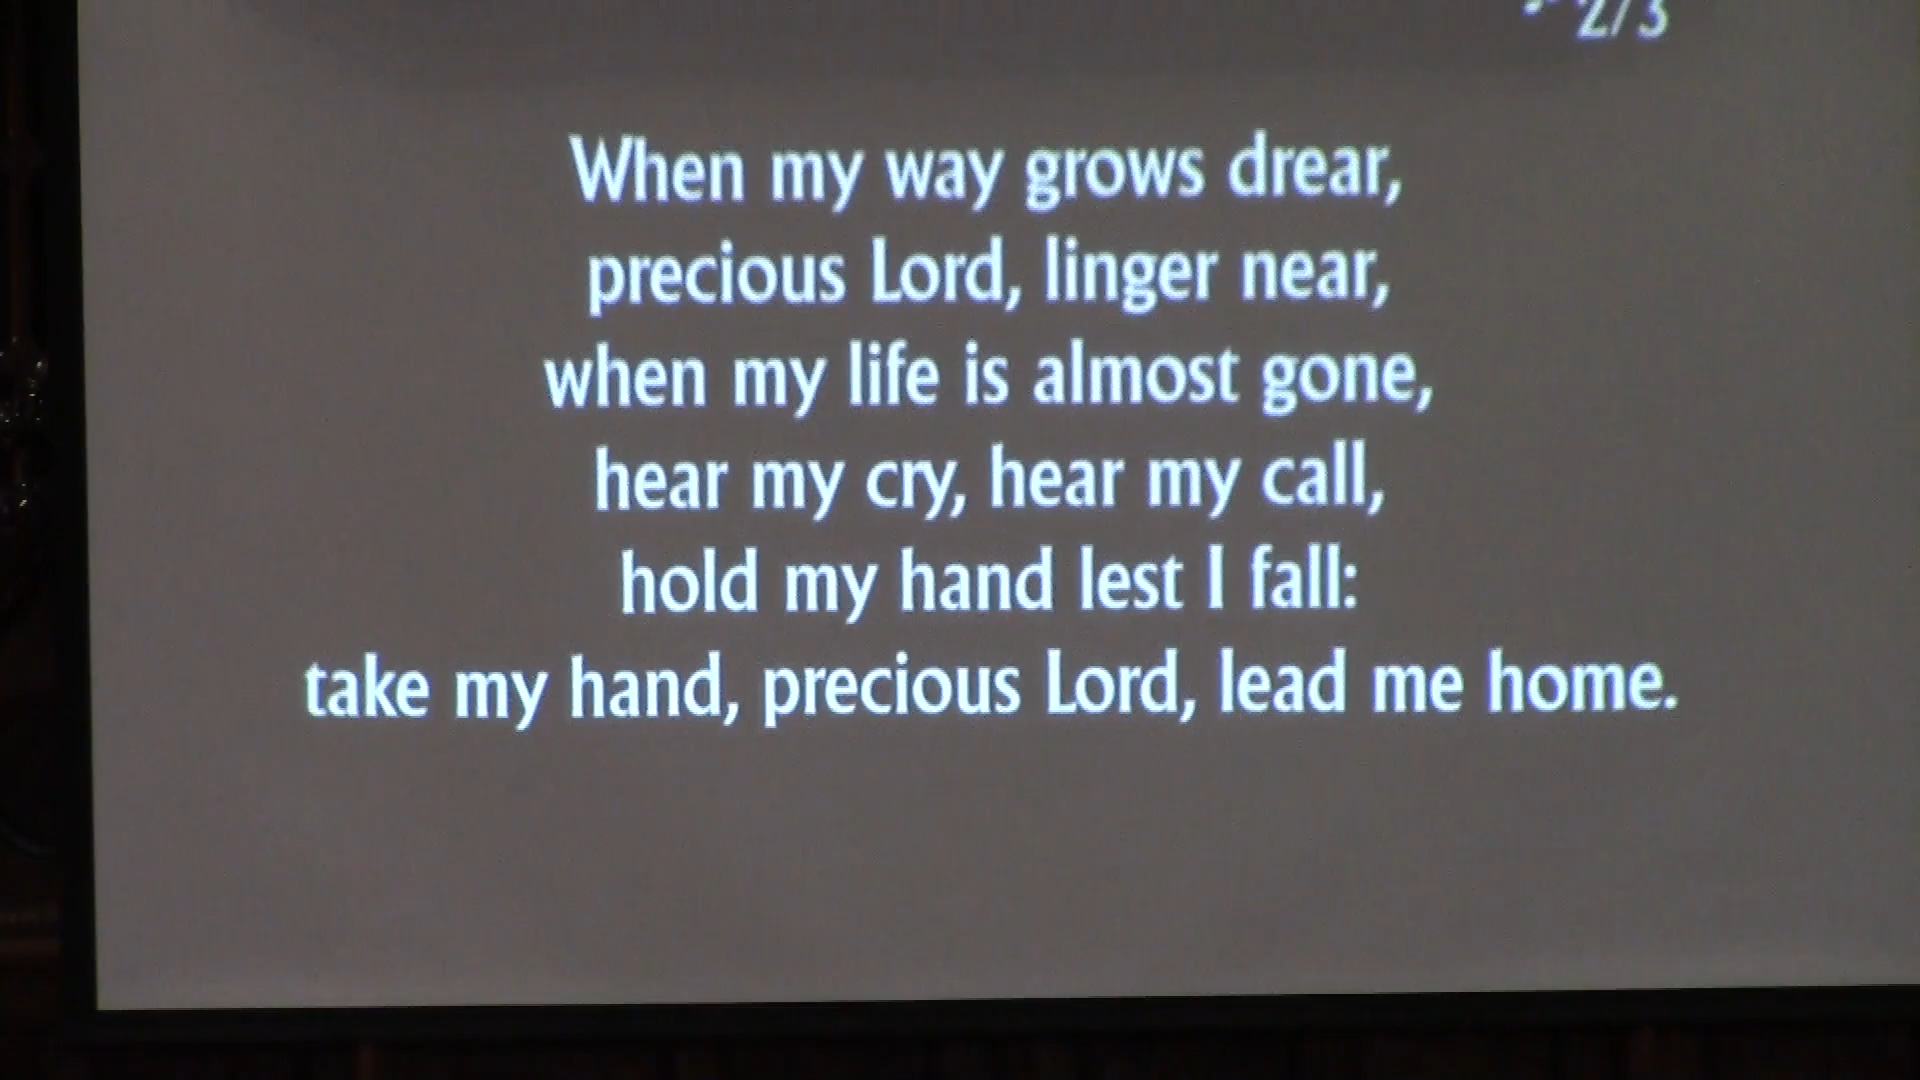 2/3
When my way grows drear,
precious Lord, linger near,
when my life is almost gone,
hear my cry, hear my call,
hold my hand lest I fall:
take my hand, precious Lord, lead me home.